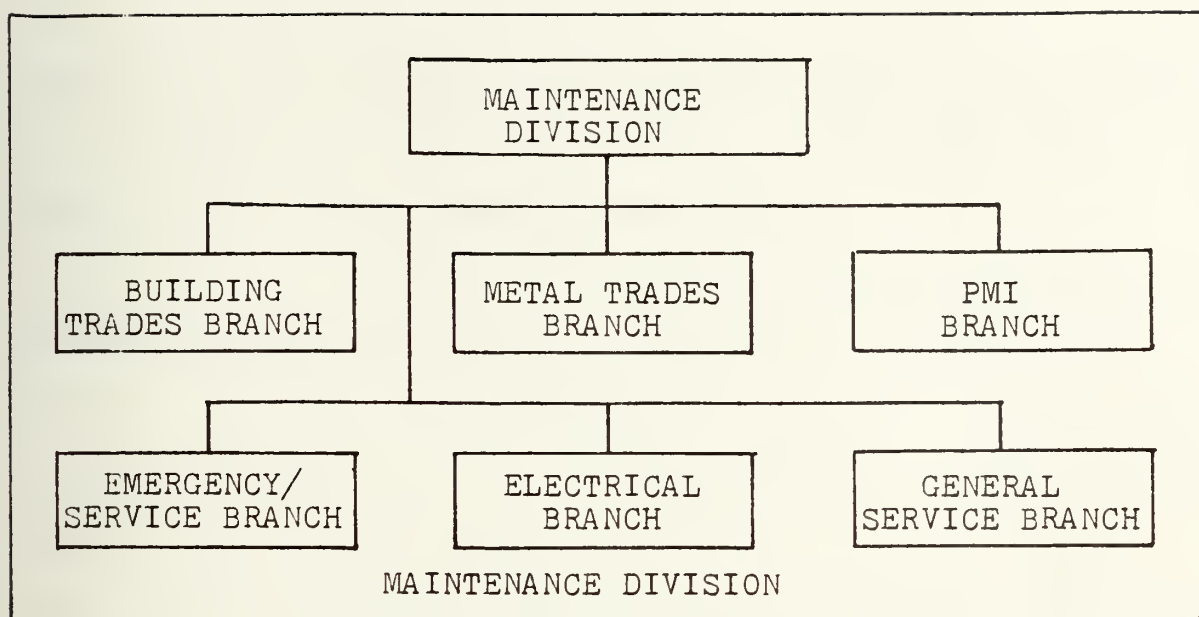 MAINTENANCE
DIVISION
BUILDING
TRADES BRANCH
METAL TRADES
BRANCH
PMI
BRANCH
EMERGENCY/
SERVICE BRANCH
ELECTRICAL
BRANCH
GENERAL
SERVICE BRANCH
MAINTENANCE DIVISION